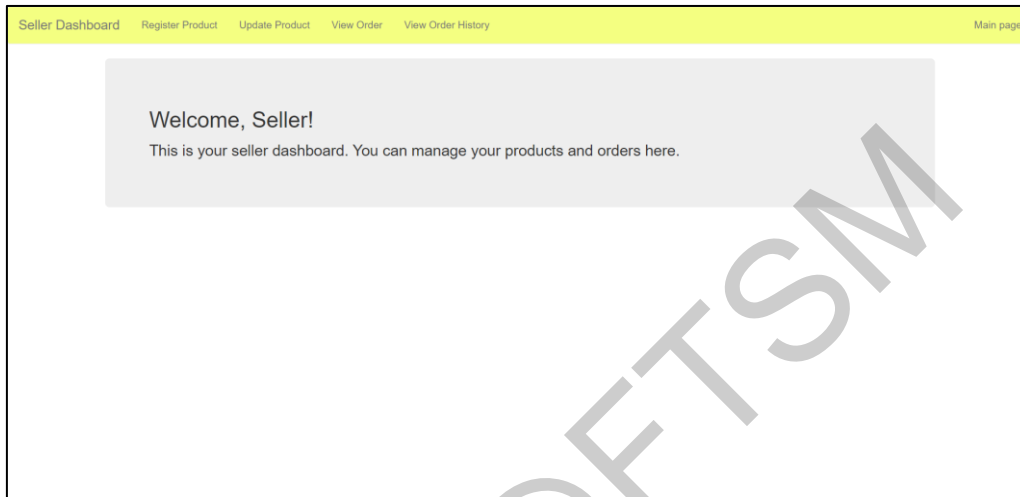 Seller Dashboard Register Product Update Product View Order View Order History Main page
Welcome, Seller!
This is your seller dashboard. You can manage your products and orders here.
FTSM